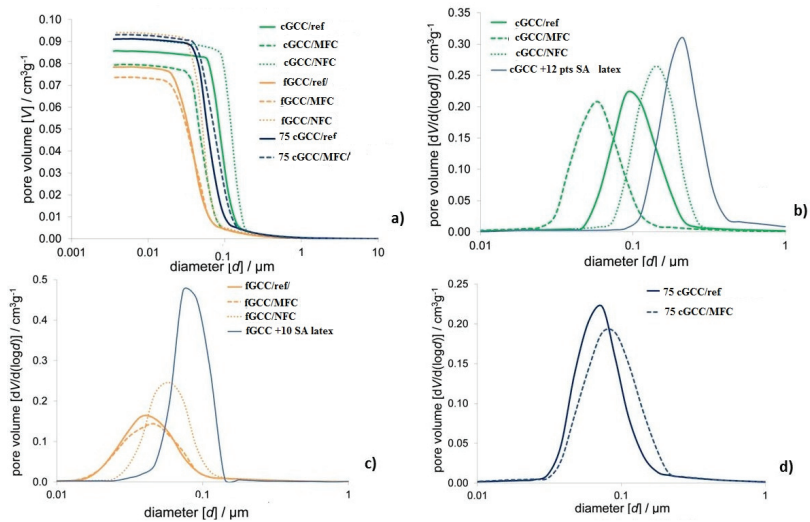 pore volume [V] / cm³g⁻¹
0.10
0.09
0.08
0.07
0.06
0.05
0.04
0.03
0.02
0.01
0.00
0.001
0.01
0.1
1
10
diameter [d] / μm
cGCC/ref
cGCC/MFC
cGCC/NFC
fGCC/ref/
fGCC/MFC
fGCC/NFC
75 cGCC/ref
75 cGCC/MFC/
a)
pore volume [dV/d(logd)] / cm³g⁻¹
0.35
0.30
0.25
0.20
0.15
0.10
0.05
0.00
0.01
0.1
1
diameter [d] / μm
cGCC/ref
cGCC/MFC
cGCC/NFC
cGCC +12 pts SA latex
b)
pore volume [dV/d(logd)] / cm³g⁻¹
0.5
0.4
0.3
0.2
0.1
0.0
0.01
0.1
1
diameter [d] / μm
fGCC/ref/
fGCC/MFC
fGCC/NFC
fGCC +10 SA latex
c)
pore volume [dV/d(logd)] / cm³g⁻¹
0.25
0.20
0.15
0.10
0.05
0.00
0.01
0.1
1
diameter [d] / μm
75 cGCC/ref
75 cGCC/MFC
d)